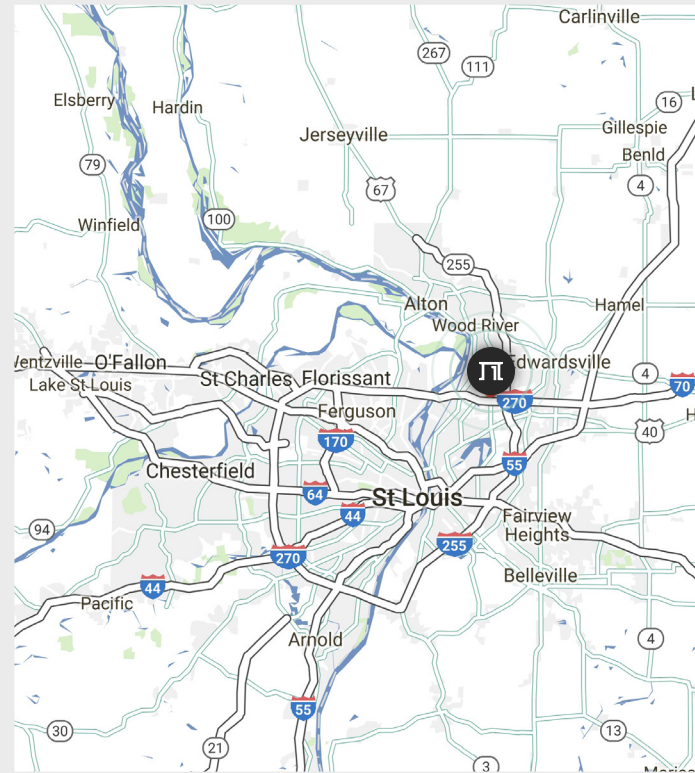 Carlinville
267
111
Elsberry
Hardin
16
Jerseyville
Gillespie
Benld
79
67
4
100
Winfield
255
Alton
Hamel
Wood River
Edwardsville
Wentzville
O'Fallon
Lake St Louis
St Charles
Florissant
4
70
270
Ferguson
40
170
Chesterfield
55
64
St Louis
44
94
Fairview
Heights
255
270
Belleville
44
Pacific
Arnold
4
55
30
21
13
3